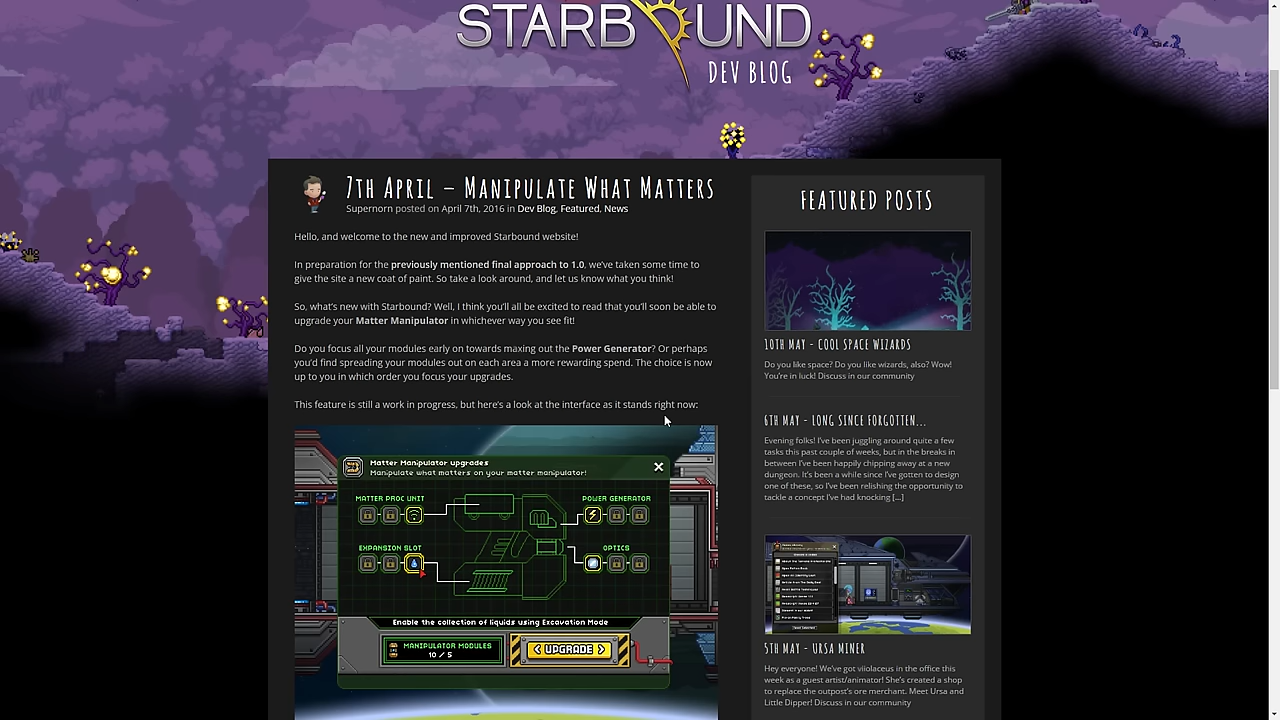 STARBOUND
DEV BLOG
7TH APRIL – MANIPULATE WHAT MATTERS
Supernorn posted on April 7th, 2016 in Dev Blog, Featured, News
Hello, and welcome to the new and improved Starbound website!
In preparation for the previously mentioned final approach to 1.0, we've taken some time to
give the site a new coat of paint. So take a look around, and let us know what you think!
So, what's new with Starbound? Well, I think you'll all be excited to read that you'll soon be able to
upgrade your Matter Manipulator in whichever way you see fit!
Do you focus all your modules early on towards maxing out the Power Generator? Or perhaps
you'd find spreading your modules out on each area a more rewarding spend. The choice is now
up to you in which order you focus your upgrades.
This feature is still a work in progress, but here's a look at the interface as it stands right now:
Matter Manipulator upgrades
Manipulate what matters on your matter manipulator!
MATTER PROC UNIT
POWER GENERATOR
EXPANSION SLOT
OPTICS
Enable the collection of liquids using Excavation Mode
MANIPULATOR MODULES
10 / 5
< UPGRADE >
FEATURED POSTS
10TH MAY - COOL SPACE WIZARDS
Do you like space? Do you like wizards, also? Wow!
You're in luck! Discuss in our community
6TH MAY - LONG SINCE FORGOTTEN...
Evening folks! I've been juggling around quite a few
tasks this past couple of weeks, but in the breaks in
between I've been happily chipping away at a new
dungeon. It's been a while since I've gotten to design
one of these, so I've been relishing the opportunity to
tackle a concept I've had knocking [...]
5TH MAY - URSA MINER
Hey everyone! We've got viiolaceus in the office this
week as a guest artist/animator! She's created a shop
to replace the outpost's ore merchant. Meet Ursa and
Little Dipper! Discuss in our community